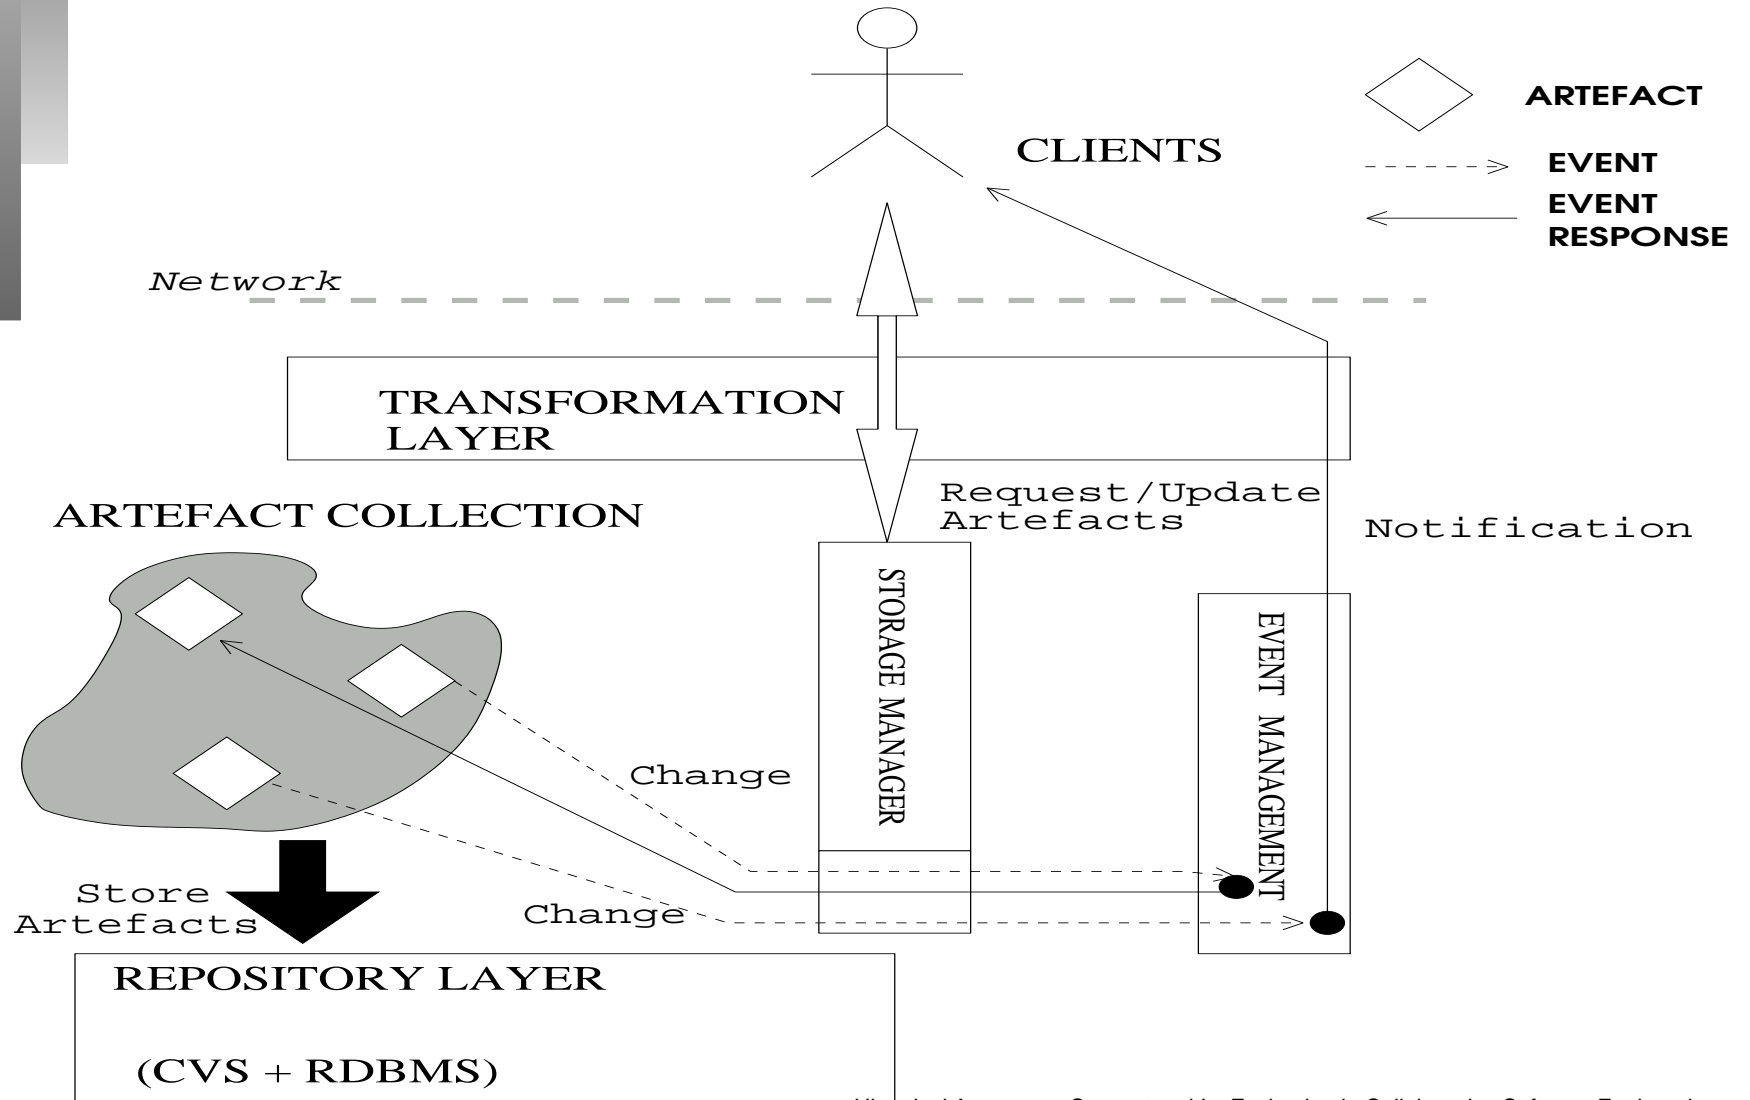 CLIENTS
ARTEFACT
EVENT
EVENT
RESPONSE
Network
TRANSFORMATION
LAYER
Request/Update
Artefacts
Notification
ARTEFACT COLLECTION
STORAGE MANAGER
EVENT MANAGEMENT
Change
Change
Store
Artefacts
REPOSITORY LAYER
(CVS + RDBMS)